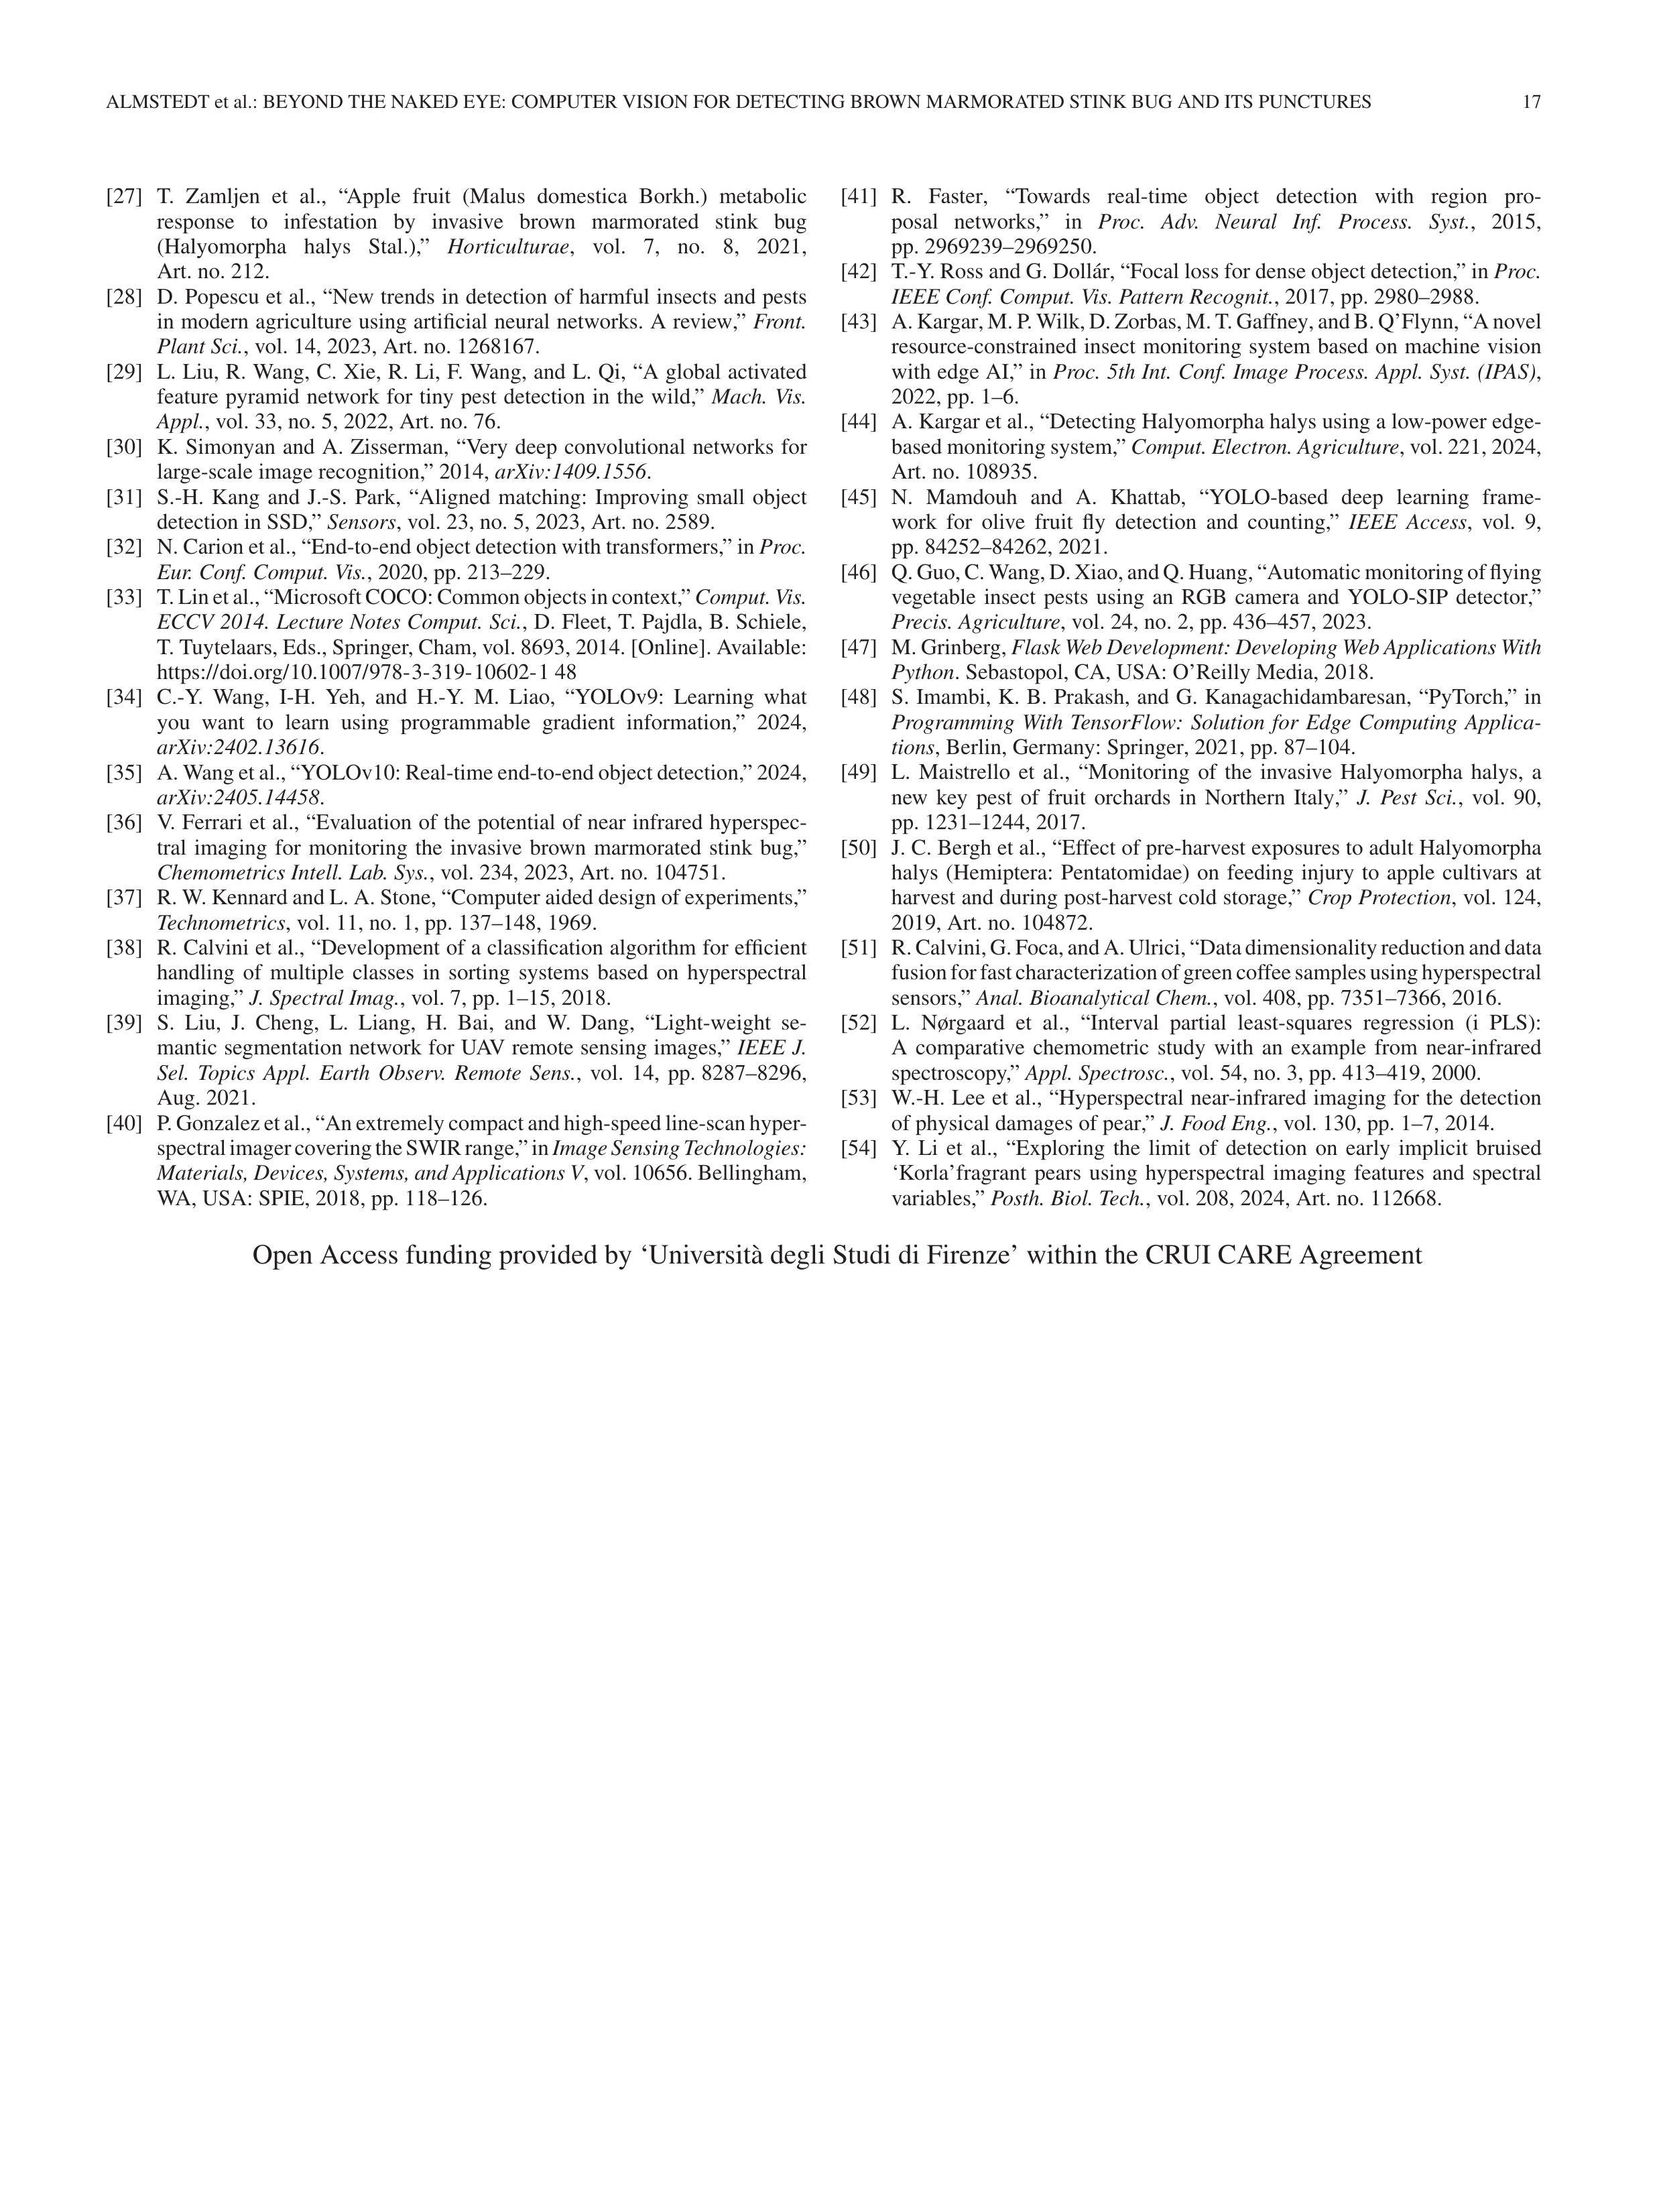 ALMSTEDT et al.: BEYOND THE NAKED EYE: COMPUTER VISION FOR DETECTING BROWN MARMORATED STINK BUG AND ITS PUNCTURES 17
[27] T. Zamljen et al., “Apple fruit (Malus domestica Borkh.) metabolic
response to infestation by invasive brown marmorated stink bug
(Halyomorpha halys Stal.),” Horticulturae, vol. 7, no. 8, 2021,
Art. no. 212.
[28] D. Popescu et al., “New trends in detection of harmful insects and pests
in modern agriculture using artificial neural networks. A review,” Front.
Plant Sci., vol. 14, 2023, Art. no. 1268167.
[29] L. Liu, R. Wang, C. Xie, R. Li, F. Wang, and L. Qi, “A global activated
feature pyramid network for tiny pest detection in the wild,” Mach. Vis.
Appl., vol. 33, no. 5, 2022, Art. no. 76.
[30] K. Simonyan and A. Zisserman, “Very deep convolutional networks for
large-scale image recognition,” 2014, arXiv:1409.1556.
[31] S.-H. Kang and J.-S. Park, “Aligned matching: Improving small object
detection in SSD,” Sensors, vol. 23, no. 5, 2023, Art. no. 2589.
[32] N. Carion et al., “End-to-end object detection with transformers,” in Proc.
Eur. Conf. Comput. Vis., 2020, pp. 213–229.
[33] T. Lin et al., “Microsoft COCO: Common objects in context,” Comput. Vis.
ECCV 2014. Lecture Notes Comput. Sci., D. Fleet, T. Pajdla, B. Schiele,
T. Tuytelaars, Eds., Springer, Cham, vol. 8693, 2014. [Online]. Available:
https://doi.org/10.1007/978-3-319-10602-1 48
[34] C.-Y. Wang, I-H. Yeh, and H.-Y. M. Liao, “YOLOv9: Learning what
you want to learn using programmable gradient information,” 2024,
arXiv:2402.13616.
[35] A. Wang et al., “YOLOv10: Real-time end-to-end object detection,” 2024,
arXiv:2405.14458.
[36] V. Ferrari et al., “Evaluation of the potential of near infrared hyperspec-
tral imaging for monitoring the invasive brown marmorated stink bug,”
Chemometrics Intell. Lab. Sys., vol. 234, 2023, Art. no. 104751.
[37] R. W. Kennard and L. A. Stone, “Computer aided design of experiments,”
Technometrics, vol. 11, no. 1, pp. 137–148, 1969.
[38] R. Calvini et al., “Development of a classification algorithm for efficient
handling of multiple classes in sorting systems based on hyperspectral
imaging,” J. Spectral Imag., vol. 7, pp. 1–15, 2018.
[39] S. Liu, J. Cheng, L. Liang, H. Bai, and W. Dang, “Light-weight se-
mantic segmentation network for UAV remote sensing images,” IEEE J.
Sel. Topics Appl. Earth Observ. Remote Sens., vol. 14, pp. 8287–8296,
Aug. 2021.
[40] P. Gonzalez et al., “An extremely compact and high-speed line-scan hyper-
spectral imager covering the SWIR range,” in Image Sensing Technologies:
Materials, Devices, Systems, and Applications V, vol. 10656. Bellingham,
WA, USA: SPIE, 2018, pp. 118–126.
[41] R. Faster, “Towards real-time object detection with region pro-
posal networks,” in Proc. Adv. Neural Inf. Process. Syst., 2015,
pp. 2969239–2969250.
[42] T.-Y. Ross and G. Dollár, “Focal loss for dense object detection,” in Proc.
IEEE Conf. Comput. Vis. Pattern Recognit., 2017, pp. 2980–2988.
[43] A. Kargar, M. P. Wilk, D. Zorbas, M. T. Gaffney, and B. Q’Flynn, “A novel
resource-constrained insect monitoring system based on machine vision
with edge AI,” in Proc. 5th Int. Conf. Image Process. Appl. Syst. (IPAS),
2022, pp. 1–6.
[44] A. Kargar et al., “Detecting Halyomorpha halys using a low-power edge-
based monitoring system,” Comput. Electron. Agriculture, vol. 221, 2024,
Art. no. 108935.
[45] N. Mamdouh and A. Khattab, “YOLO-based deep learning frame-
work for olive fruit fly detection and counting,” IEEE Access, vol. 9,
pp. 84252–84262, 2021.
[46] Q. Guo, C. Wang, D. Xiao, and Q. Huang, “Automatic monitoring of flying
vegetable insect pests using an RGB camera and YOLO-SIP detector,”
Precis. Agriculture, vol. 24, no. 2, pp. 436–457, 2023.
[47] M. Grinberg, Flask Web Development: Developing Web Applications With
Python. Sebastopol, CA, USA: O’Reilly Media, 2018.
[48] S. Imambi, K. B. Prakash, and G. Kanagachidambaresan, “PyTorch,” in
Programming With TensorFlow: Solution for Edge Computing Applica-
tions, Berlin, Germany: Springer, 2021, pp. 87–104.
[49] L. Maistrello et al., “Monitoring of the invasive Halyomorpha halys, a
new key pest of fruit orchards in Northern Italy,” J. Pest Sci., vol. 90,
pp. 1231–1244, 2017.
[50] J. C. Bergh et al., “Effect of pre-harvest exposures to adult Halyomorpha
halys (Hemiptera: Pentatomidae) on feeding injury to apple cultivars at
harvest and during post-harvest cold storage,” Crop Protection, vol. 124,
2019, Art. no. 104872.
[51] R. Calvini, G. Foca, and A. Ulrici, “Data dimensionality reduction and data
fusion for fast characterization of green coffee samples using hyperspectral
sensors,” Anal. Bioanalytical Chem., vol. 408, pp. 7351–7366, 2016.
[52] L. Nørgaard et al., “Interval partial least-squares regression (i PLS):
A comparative chemometric study with an example from near-infrared
spectroscopy,” Appl. Spectrosc., vol. 54, no. 3, pp. 413–419, 2000.
[53] W.-H. Lee et al., “Hyperspectral near-infrared imaging for the detection
of physical damages of pear,” J. Food Eng., vol. 130, pp. 1–7, 2014.
[54] Y. Li et al., “Exploring the limit of detection on early implicit bruised
‘Korla’fragrant pears using hyperspectral imaging features and spectral
variables,” Posth. Biol. Tech., vol. 208, 2024, Art. no. 112668.
Open Access funding provided by ‘Università degli Studi di Firenze’ within the CRUI CARE Agreement